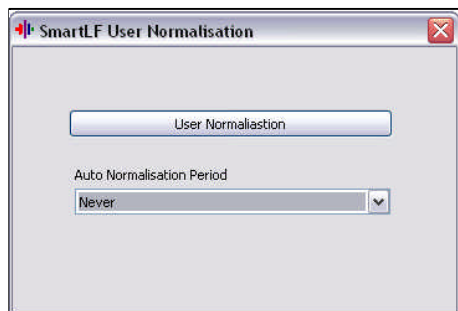 SmartLF User Normalisation
User Normaliastion
Auto Normalisation Period
Never